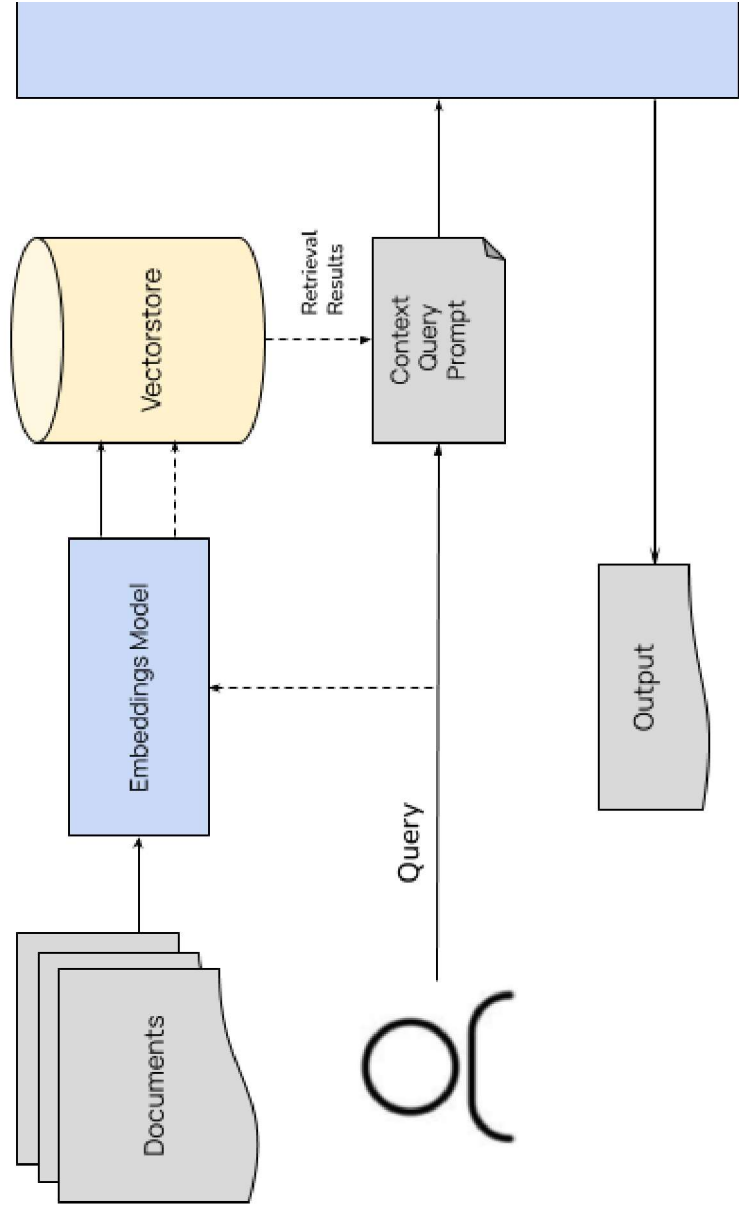 Documents
Embeddings Model
Vectorstore
Retrieval
Results
Query
Context
Query
Prompt
Output